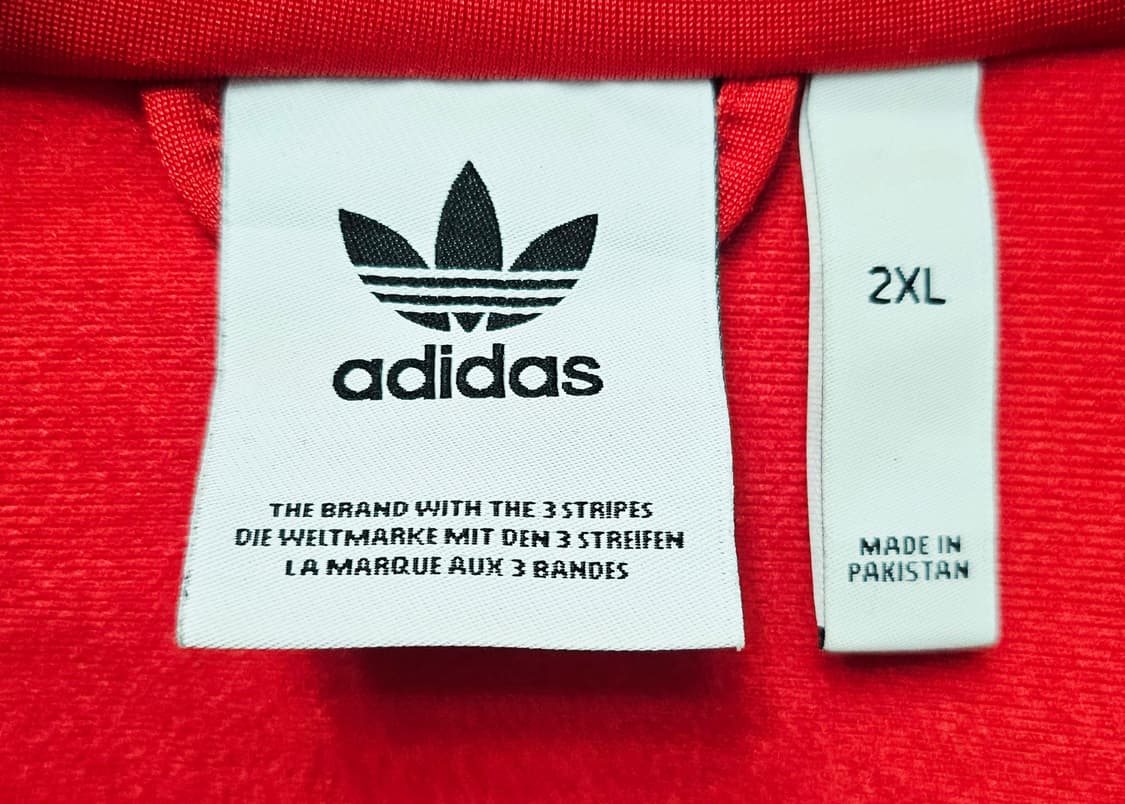 adidas
THE BRAND WITH THE 3 STRIPES
DIE WELTMARKE MIT DEN 3 STREIFEN
LA MARQUE AUX 3 BANDES
2XL
MADE IN
PAKISTAN